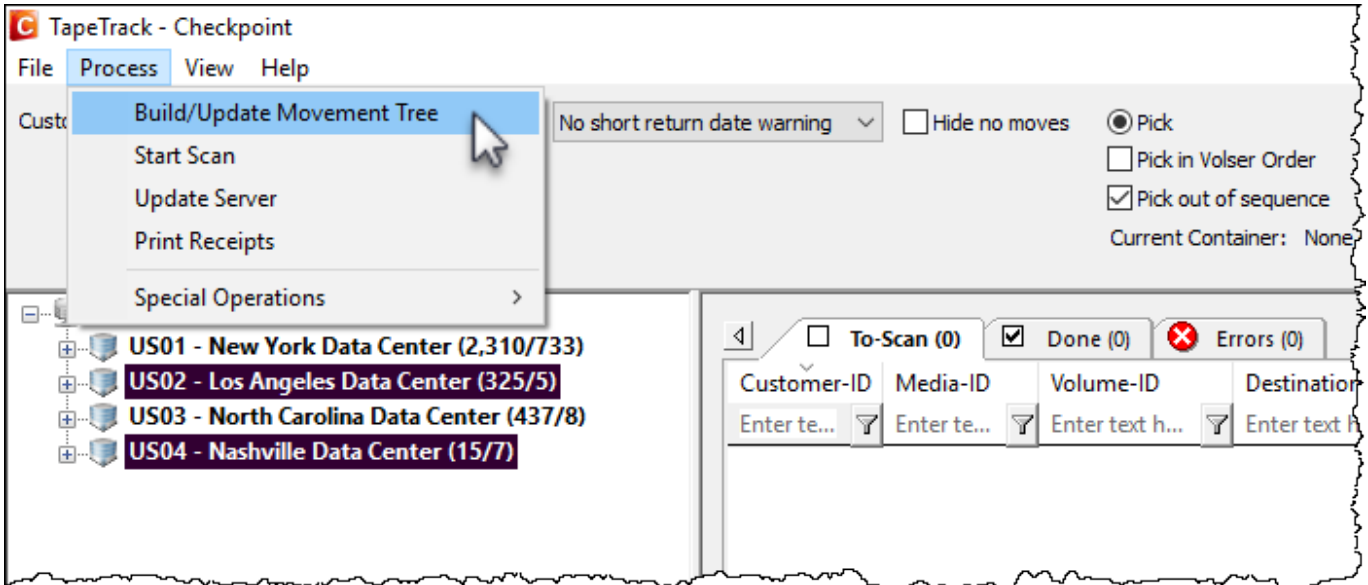 C TapeTrack - Checkpoint
File Process View Help
Build/Update Movement Tree
Start Scan
Update Server
Print Receipts
Special Operations
No short return date warning
Hide no moves
Pick
Pick in Volser Order
Pick out of sequence
Current Container: None
US01 - New York Data Center (2,310/733)
US02 - Los Angeles Data Center (325/5)
US03 - North Carolina Data Center (437/8)
US04 - Nashville Data Center (15/7)
To-Scan (0) Done (0) Errors (0)
Customer-ID Media-ID Volume-ID Destination
Enter te... Enter te... Enter text h... Enter text